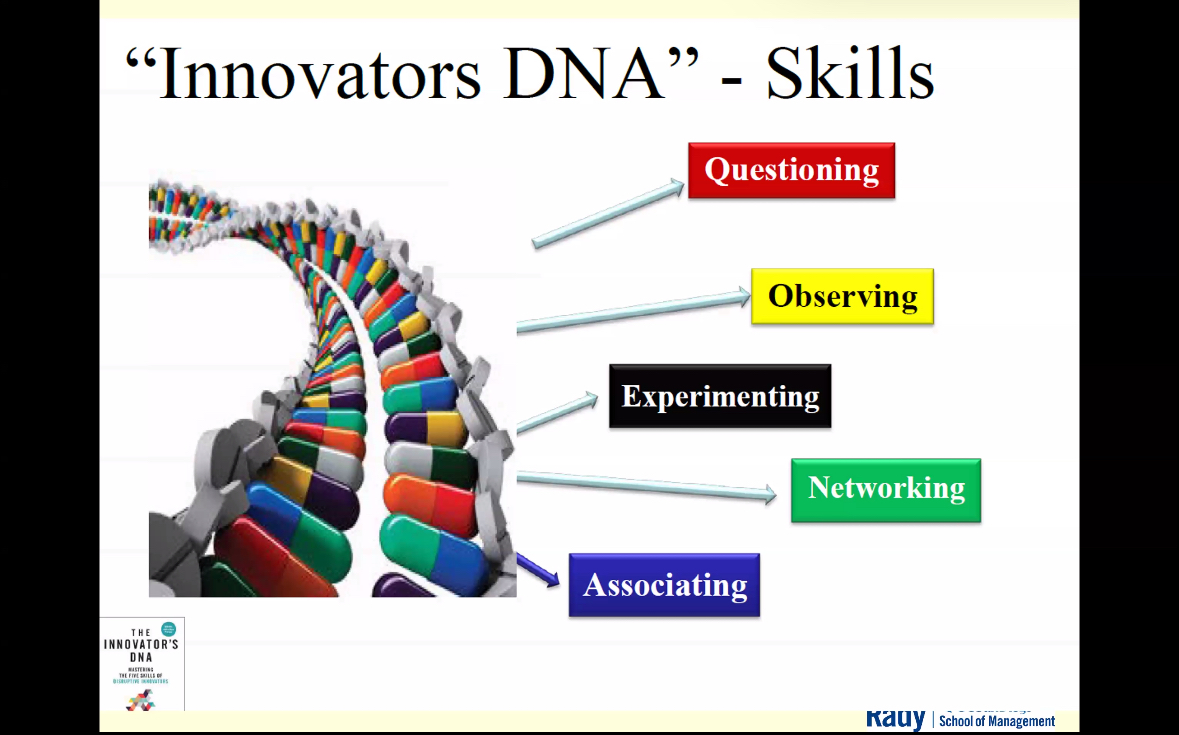 “Innovators DNA” - Skills
Questioning
Observing
Experimenting
Networking
Associating
THE
INNOVATOR'S
DNA
MASTERING
THE FIVE SKILLS OF
DISRUPTIVE INNOVATORS
Rady
School of Management